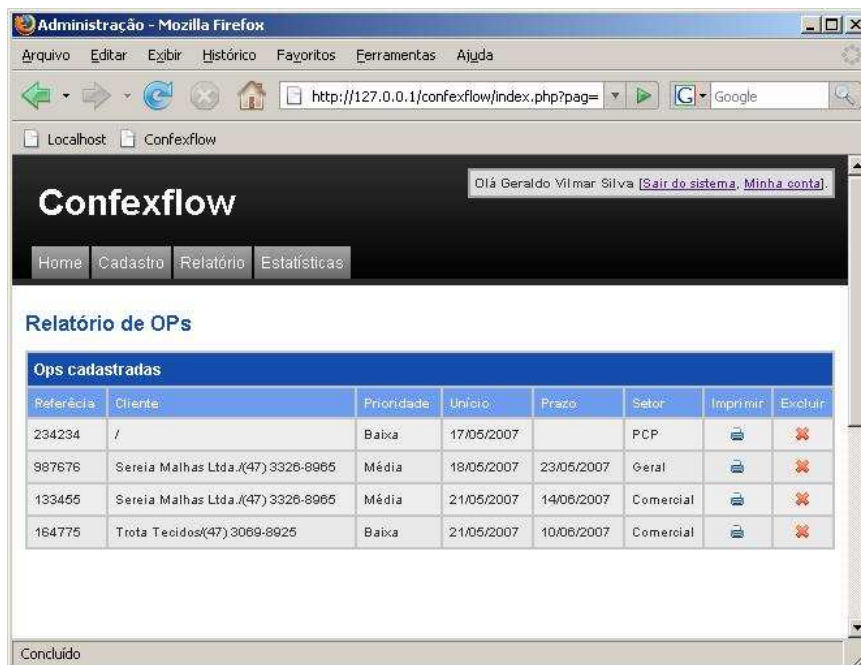 Administração - Mozilla Firefox
Arquivo Editar Exibir Histórico Favoritos Ferramentas Ajuda
http://127.0.0.1/confexflow/index.php?pag= G Google
Localhost Confexflow
Olá Geraldo Vilmar Silva [Sair do sistema, Minha conta].
Confexflow
Home Cadastro Relatório Estatísticas
Relatório de OPs
Ops cadastradas
Referêcia Cliente Prioridade Unício Prazo Setor Imprimir Excluir
234234 / Baixa 17/05/2007 PCP
987676 Sereia Malhas Ltda./(47) 3326-8965 Média 18/05/2007 23/05/2007 Geral
133455 Sereia Malhas Ltda./(47) 3326-8965 Média 21/05/2007 14/06/2007 Comercial
164775 Trota Tecidos/(47) 3069-8925 Baixa 21/05/2007 10/06/2007 Comercial
Concluído